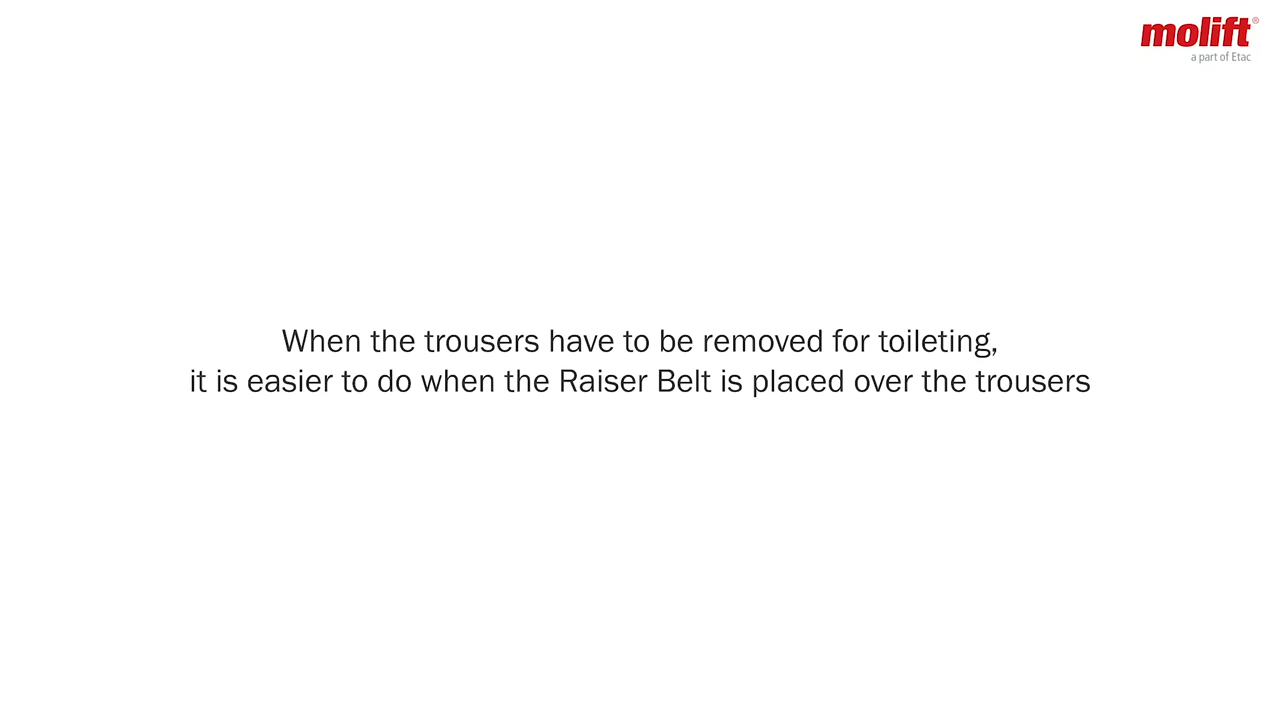 molift®
a part of Etac
When the trousers have to be removed for toileting,
it is easier to do when the Raiser Belt is placed over the trousers